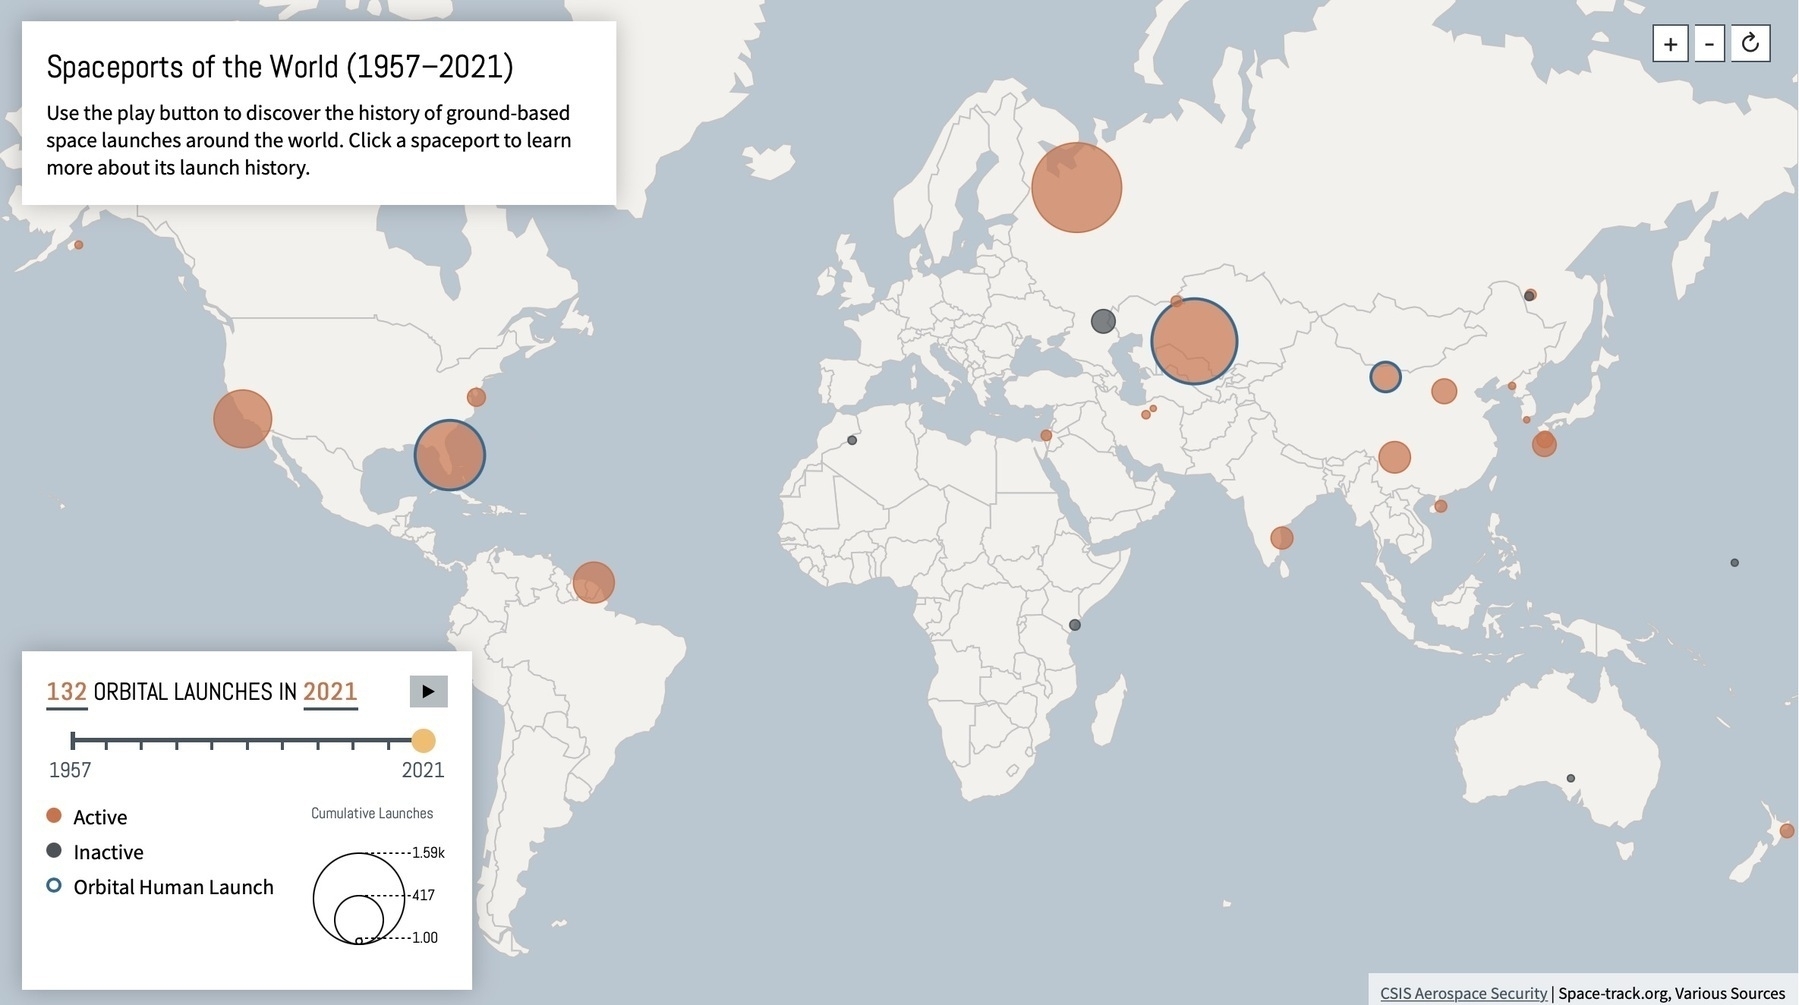 Spaceports of the World (1957–2021)
Use the play button to discover the history of ground-based
space launches around the world. Click a spaceport to learn
more about its launch history.
+ -
132 ORBITAL LAUNCHES IN 2021
1957 2021
Active
Inactive
Orbital Human Launch
Cumulative Launches
1.59k
417
1.00
CSIS Aerospace Security | Space-track.org, Various Sources